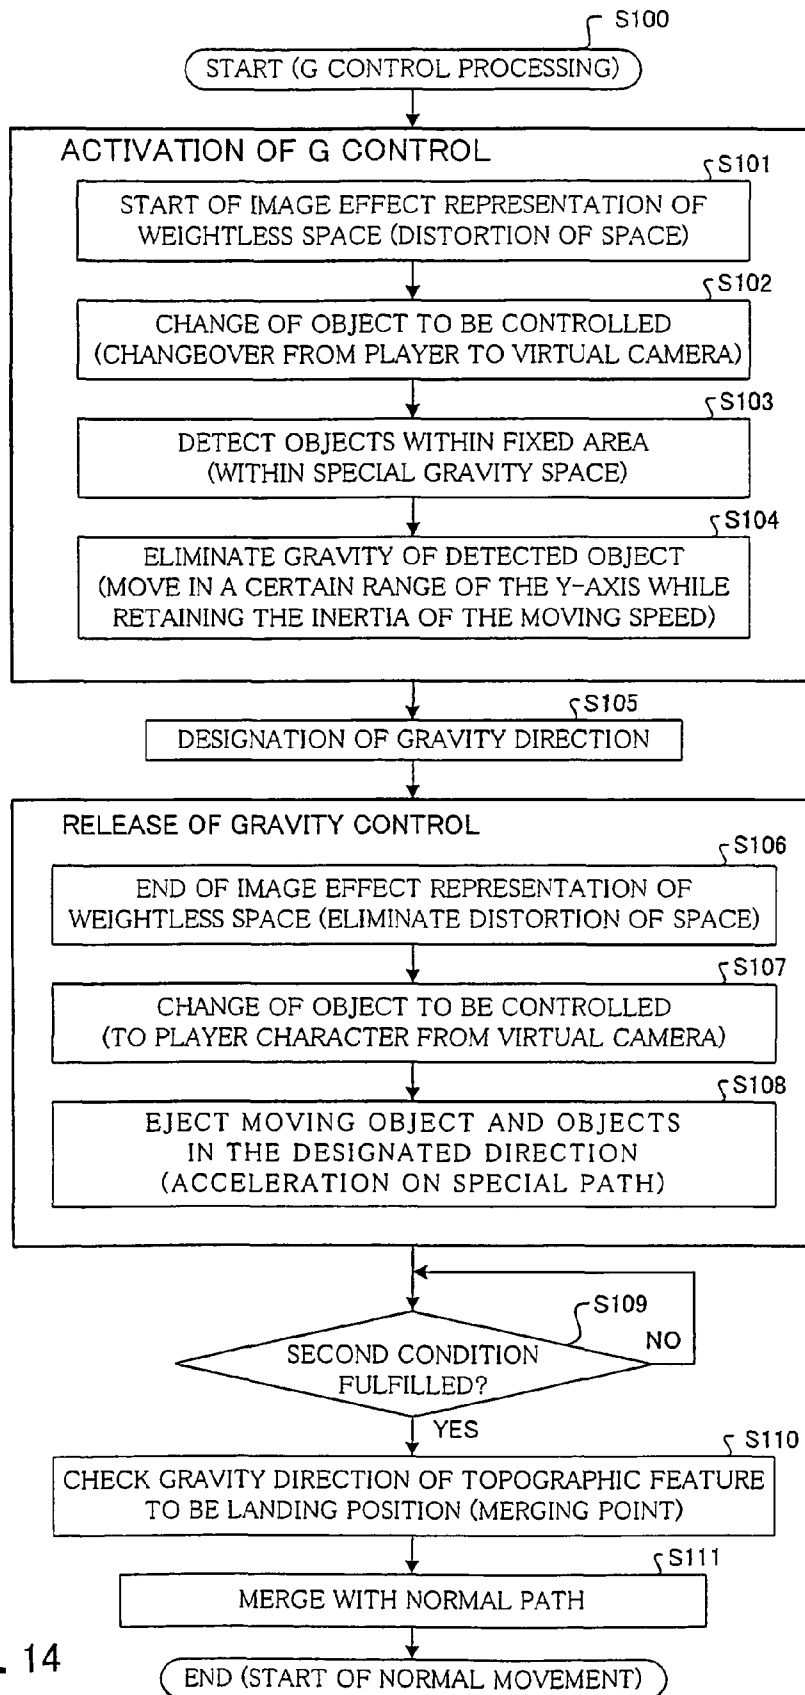 S100
START (G CONTROL PROCESSING)
ACTIVATION OF G CONTROL
S101
START OF IMAGE EFFECT REPRESENTATION OF
WEIGHTLESS SPACE (DISTORTION OF SPACE)
S102
CHANGE OF OBJECT TO BE CONTROLLED
(CHANGEOVER FROM PLAYER TO VIRTUAL CAMERA)
S103
DETECT OBJECTS WITHIN FIXED AREA
(WITHIN SPECIAL GRAVITY SPACE)
S104
ELIMINATE GRAVITY OF DETECTED OBJECT
(MOVE IN A CERTAIN RANGE OF THE Y-AXIS WHILE
RETAINING THE INERTIA OF THE MOVING SPEED)
S105
DESIGNATION OF GRAVITY DIRECTION
RELEASE OF GRAVITY CONTROL
S106
END OF IMAGE EFFECT REPRESENTATION OF
WEIGHTLESS SPACE (ELIMINATE DISTORTION OF SPACE)
S107
CHANGE OF OBJECT TO BE CONTROLLED
(TO PLAYER CHARACTER FROM VIRTUAL CAMERA)
S108
EJECT MOVING OBJECT AND OBJECTS
IN THE DESIGNATED DIRECTION
(ACCELERATION ON SPECIAL PATH)
S109
SECOND CONDITION
FULFILLED?
NO
YES
S110
CHECK GRAVITY DIRECTION OF TOPOGRAPHIC FEATURE
TO BE LANDING POSITION (MERGING POINT)
S111
MERGE WITH NORMAL PATH
. 14
END (START OF NORMAL MOVEMENT)